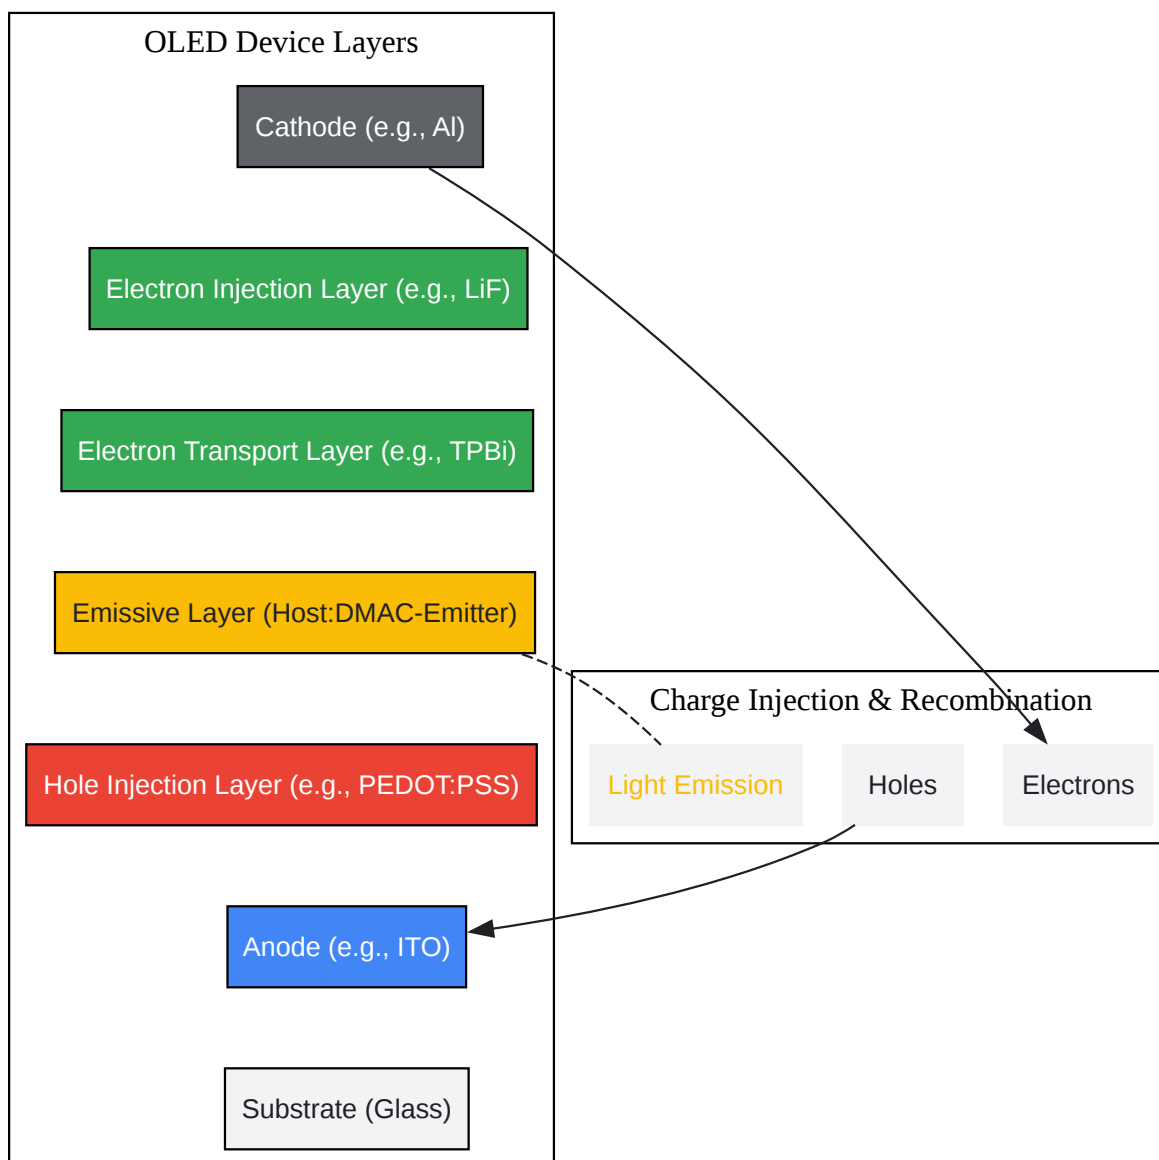 OLED Device Layers
Cathode (e.g., Al)
Electron Injection Layer (e.g., LiF)
Electron Transport Layer (e.g., TPBi)
Emissive Layer (Host:DMAC-Emitter)
Hole Injection Layer (e.g., PEDOT:PSS)
Anode (e.g., ITO)
Substrate (Glass)
Charge Injection & Recombination
Light Emission
Holes
Electrons